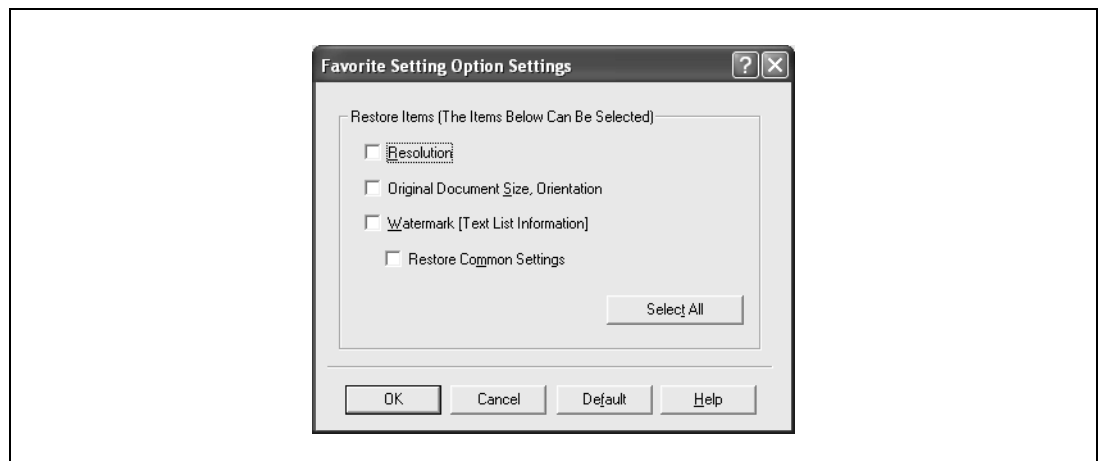 Favorite Setting Option Settings
Restore Items (The Items Below Can Be Selected)
Resolution
Original Document Size, Orientation
Watermark [Text List Information]
Restore Common Settings
Select All
OK Cancel Default Help